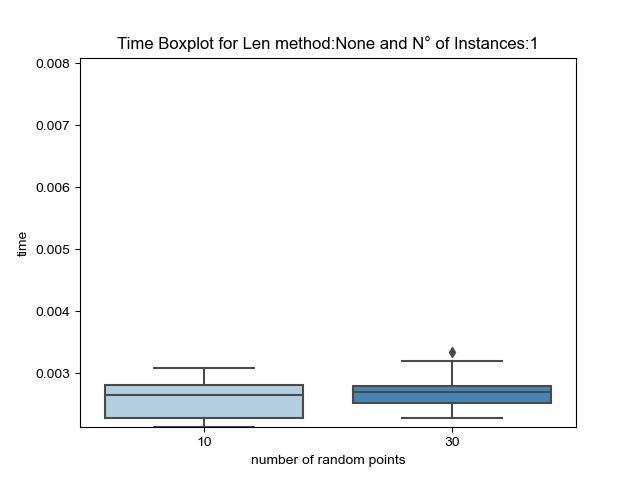 Time Boxplot for Len method:None and N° of Instances:1
0.008
0.007
0.006
0.005
0.004
0.003
time
10
30
number of random points